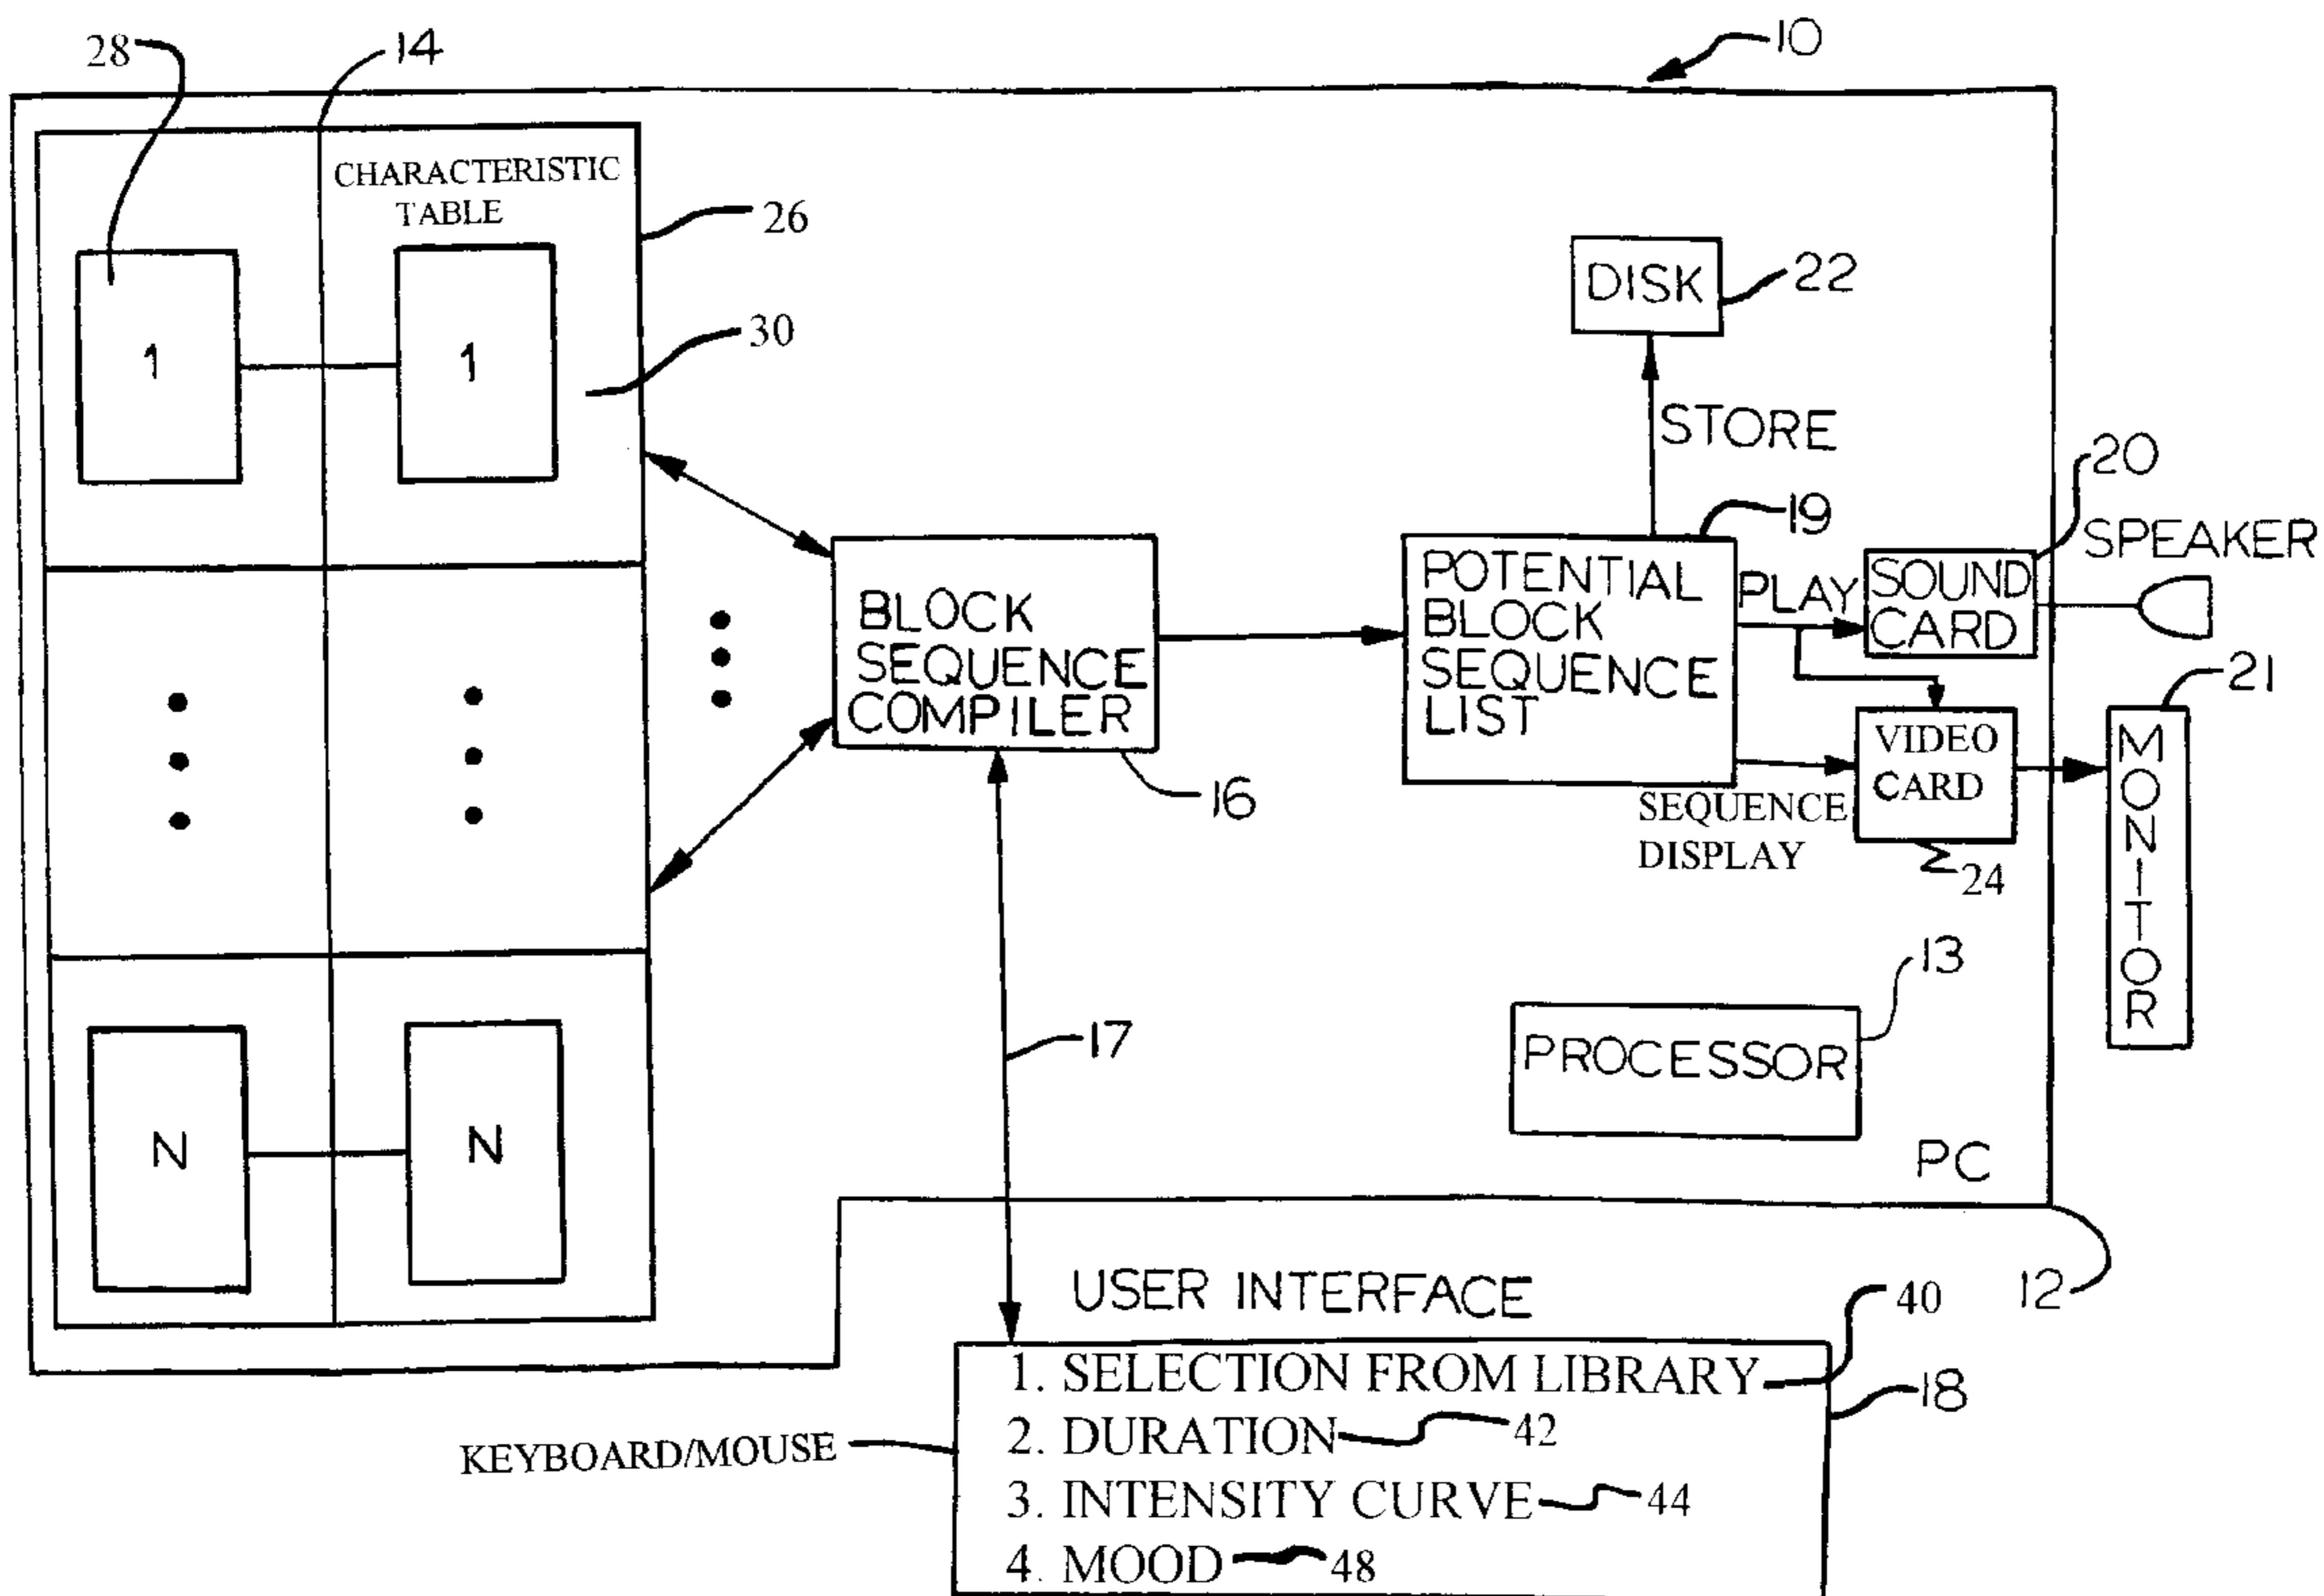 28
14
10
CHARACTERISTIC
TABLE
26
1
1
30
DISK
22
STORE
20
19
SPEAKER
BLOCK
SEQUENCE
COMPILER
16
POTENTIAL
BLOCK
SEQUENCE
LIST
PLAY
SOUND
CARD
21
VIDEO
CARD
MONITOR
SEQUENCE
DISPLAY
24
13
17
PROCESSOR
N
N
PC
USER INTERFACE
12
40
1. SELECTION FROM LIBRARY
18
2. DURATION
42
KEYBOARD/MOUSE
3. INTENSITY CURVE
44
4. MOOD
48